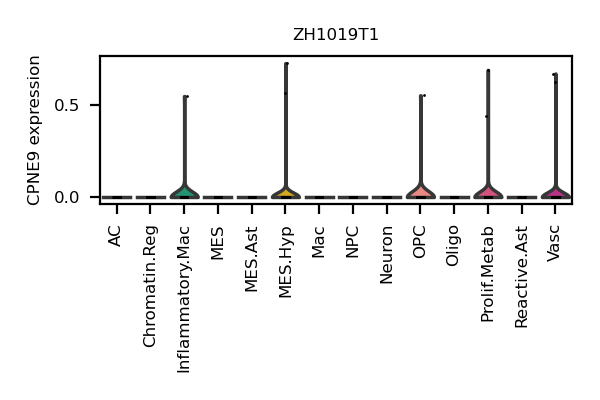 ZH1019T1
CPNE9 expression
0.5
0.0
AC
Chromatin.Reg
Inflammatory.Mac
MES
MES.Ast
MES.Hyp
Mac
NPC
Neuron
OPC
Oligo
Prolif.Metab
Reactive.Ast
Vasc